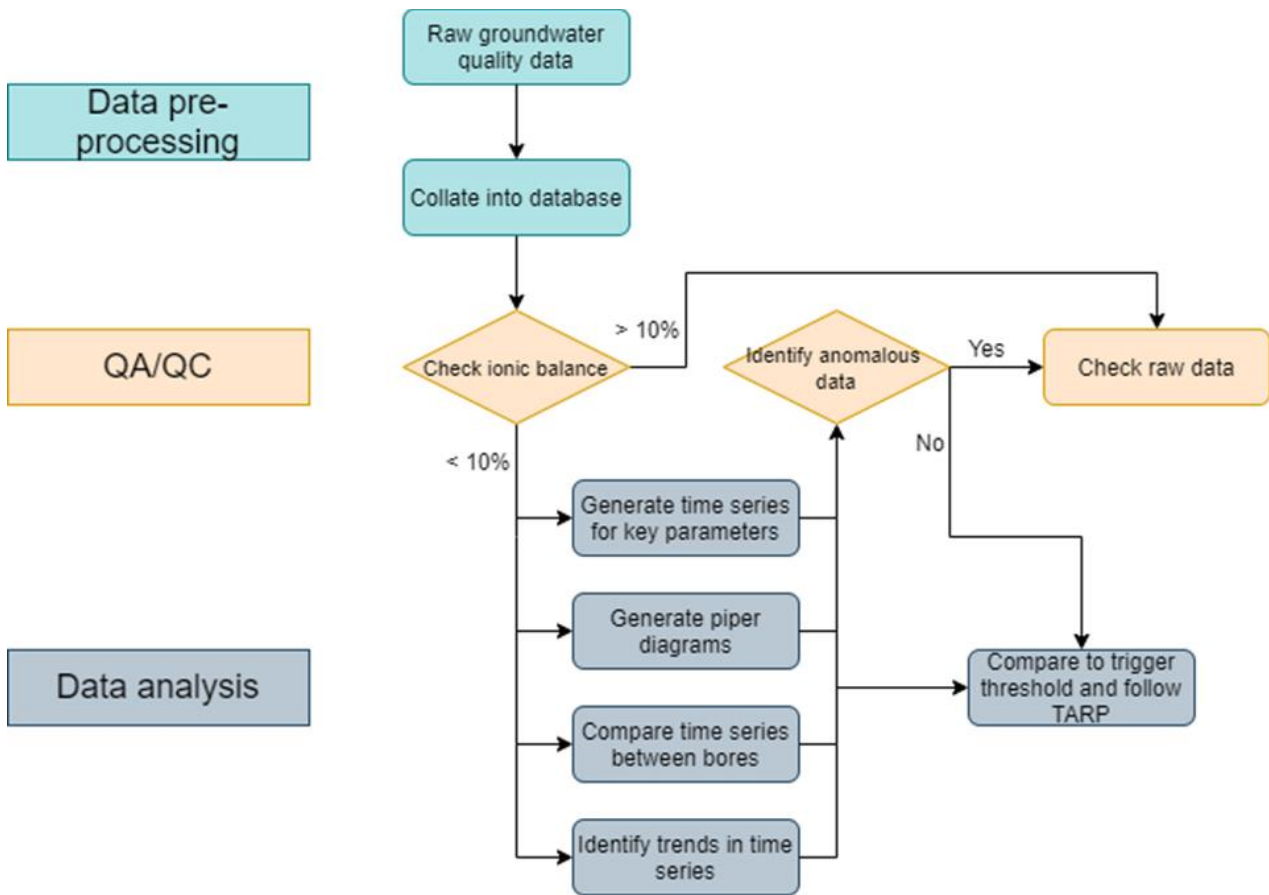 Raw groundwater
quality data
Data pre-
processing
Collate into database
> 10%
QA/QC
Check ionic balance
Identify anomalous
data
Yes
Check raw data
No
< 10%
Generate time series
for key parameters
Generate piper
diagrams
Data analysis
Compare to trigger
threshold and follow
TARP
Compare time series
between bores
Identify trends in time
series